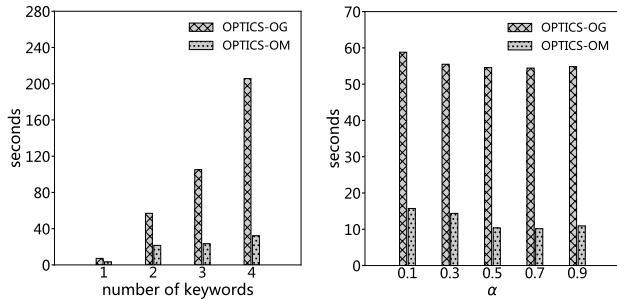 280
240
200
160
120
80
40
0
seconds
OPTICS-OG
OPTICS-OM
1 2 3 4
number of keywords
70
60
50
40
30
20
10
0
seconds
OPTICS-OG
OPTICS-OM
0.1 0.3 0.5 0.7 0.9
α